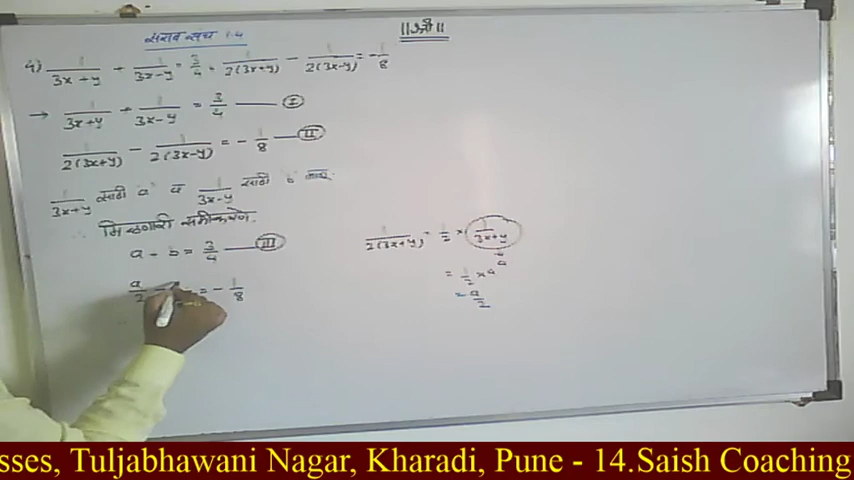 सराव संच 1.4
॥ श्री ॥
4) 1/(3x+y) + 1/(3x-y) = 3/4, 1/2(3x+y) - 1/2(3x-y) = -1/8
→ 1/(3x+y) + 1/(3x-y) = 3/4 —— I
1/2(3x+y) - 1/2(3x-y) = -1/8 —— II
1/(3x+y) साठी a व 1/(3x-y) साठी b
मिळणारी समीकरणे.
a - b = 3/4 —— III
a/2 - = -1/8
1/2(3x+y) = 1/2 × 1/(3x+y)
a
= 1/2 × a
= a/2
sses, Tuljabhawani Nagar, Kharadi, Pune - 14.Saish Coaching